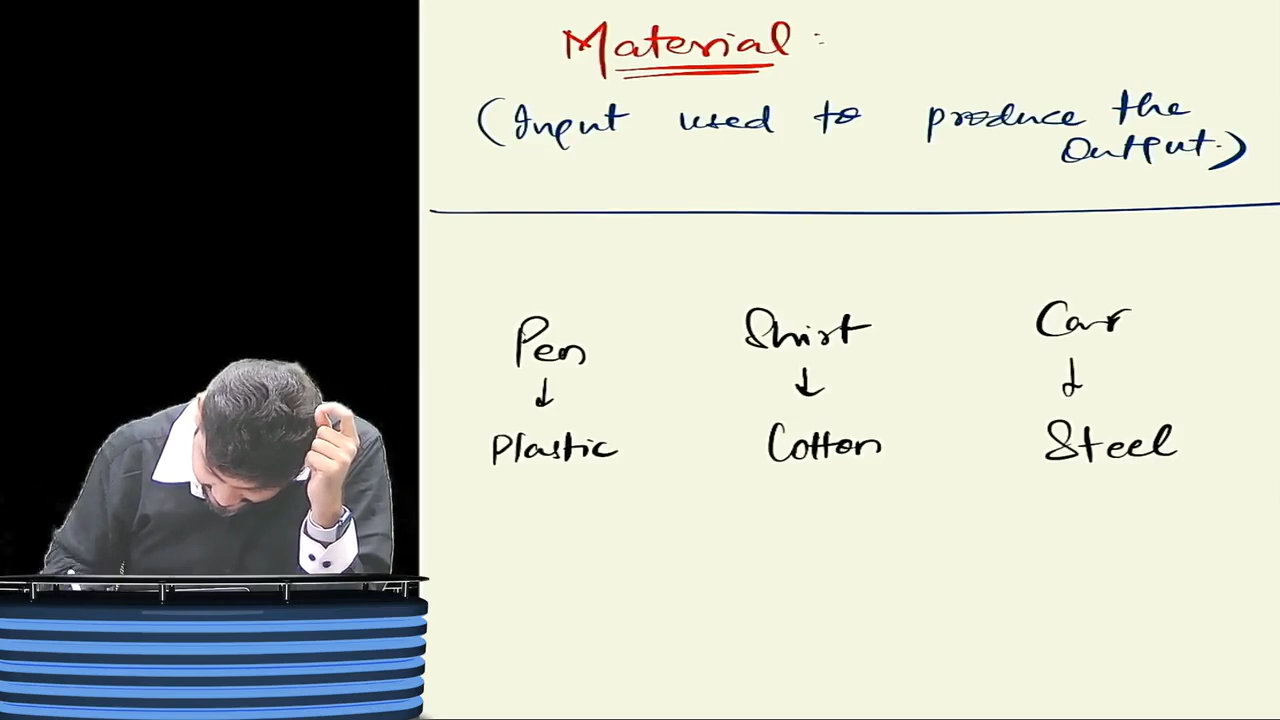 Material :
(Input used to produce the
Output.)
Pen Shirt Car
↓ ↓ ↓
Plastic Cotton Steel